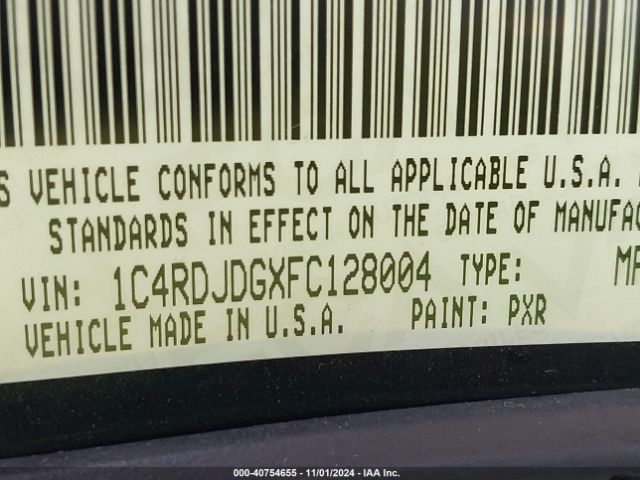 VEHICLE CONFORMS TO ALL APPLICABLE U.S.A.
STANDARDS IN EFFECT ON THE DATE OF
VIN: 1C4RDJDGXFC128004 TYPE:
VEHICLE MADE IN U.S.A. PAINT: PXR
000-40754655 - 11/01/2024 - IAA Inc.